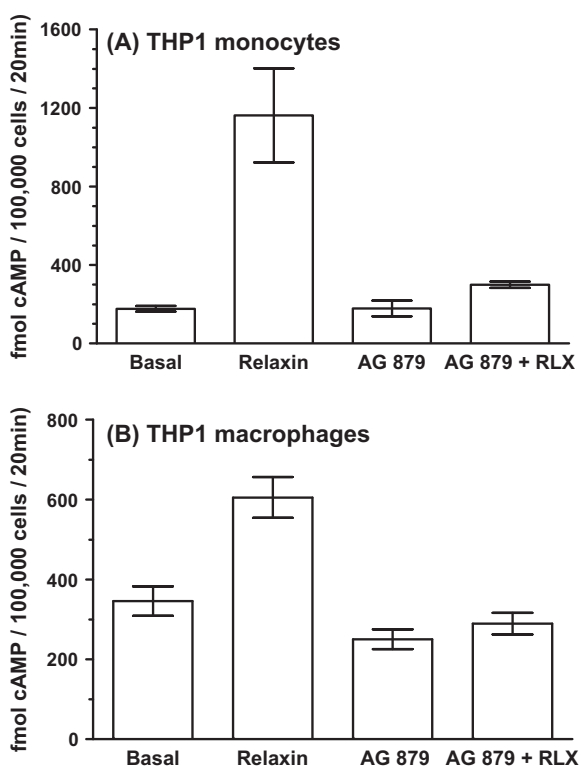 (A) THP1 monocytes
fmol cAMP / 100,000 cells / 20min)
1600
1200
800
400
0
Basal Relaxin AG 879 AG 879 + RLX
(B) THP1 macrophages
fmol cAMP / 100,000 cells / 20min)
800
600
400
200
0
Basal Relaxin AG 879 AG 879 + RLX